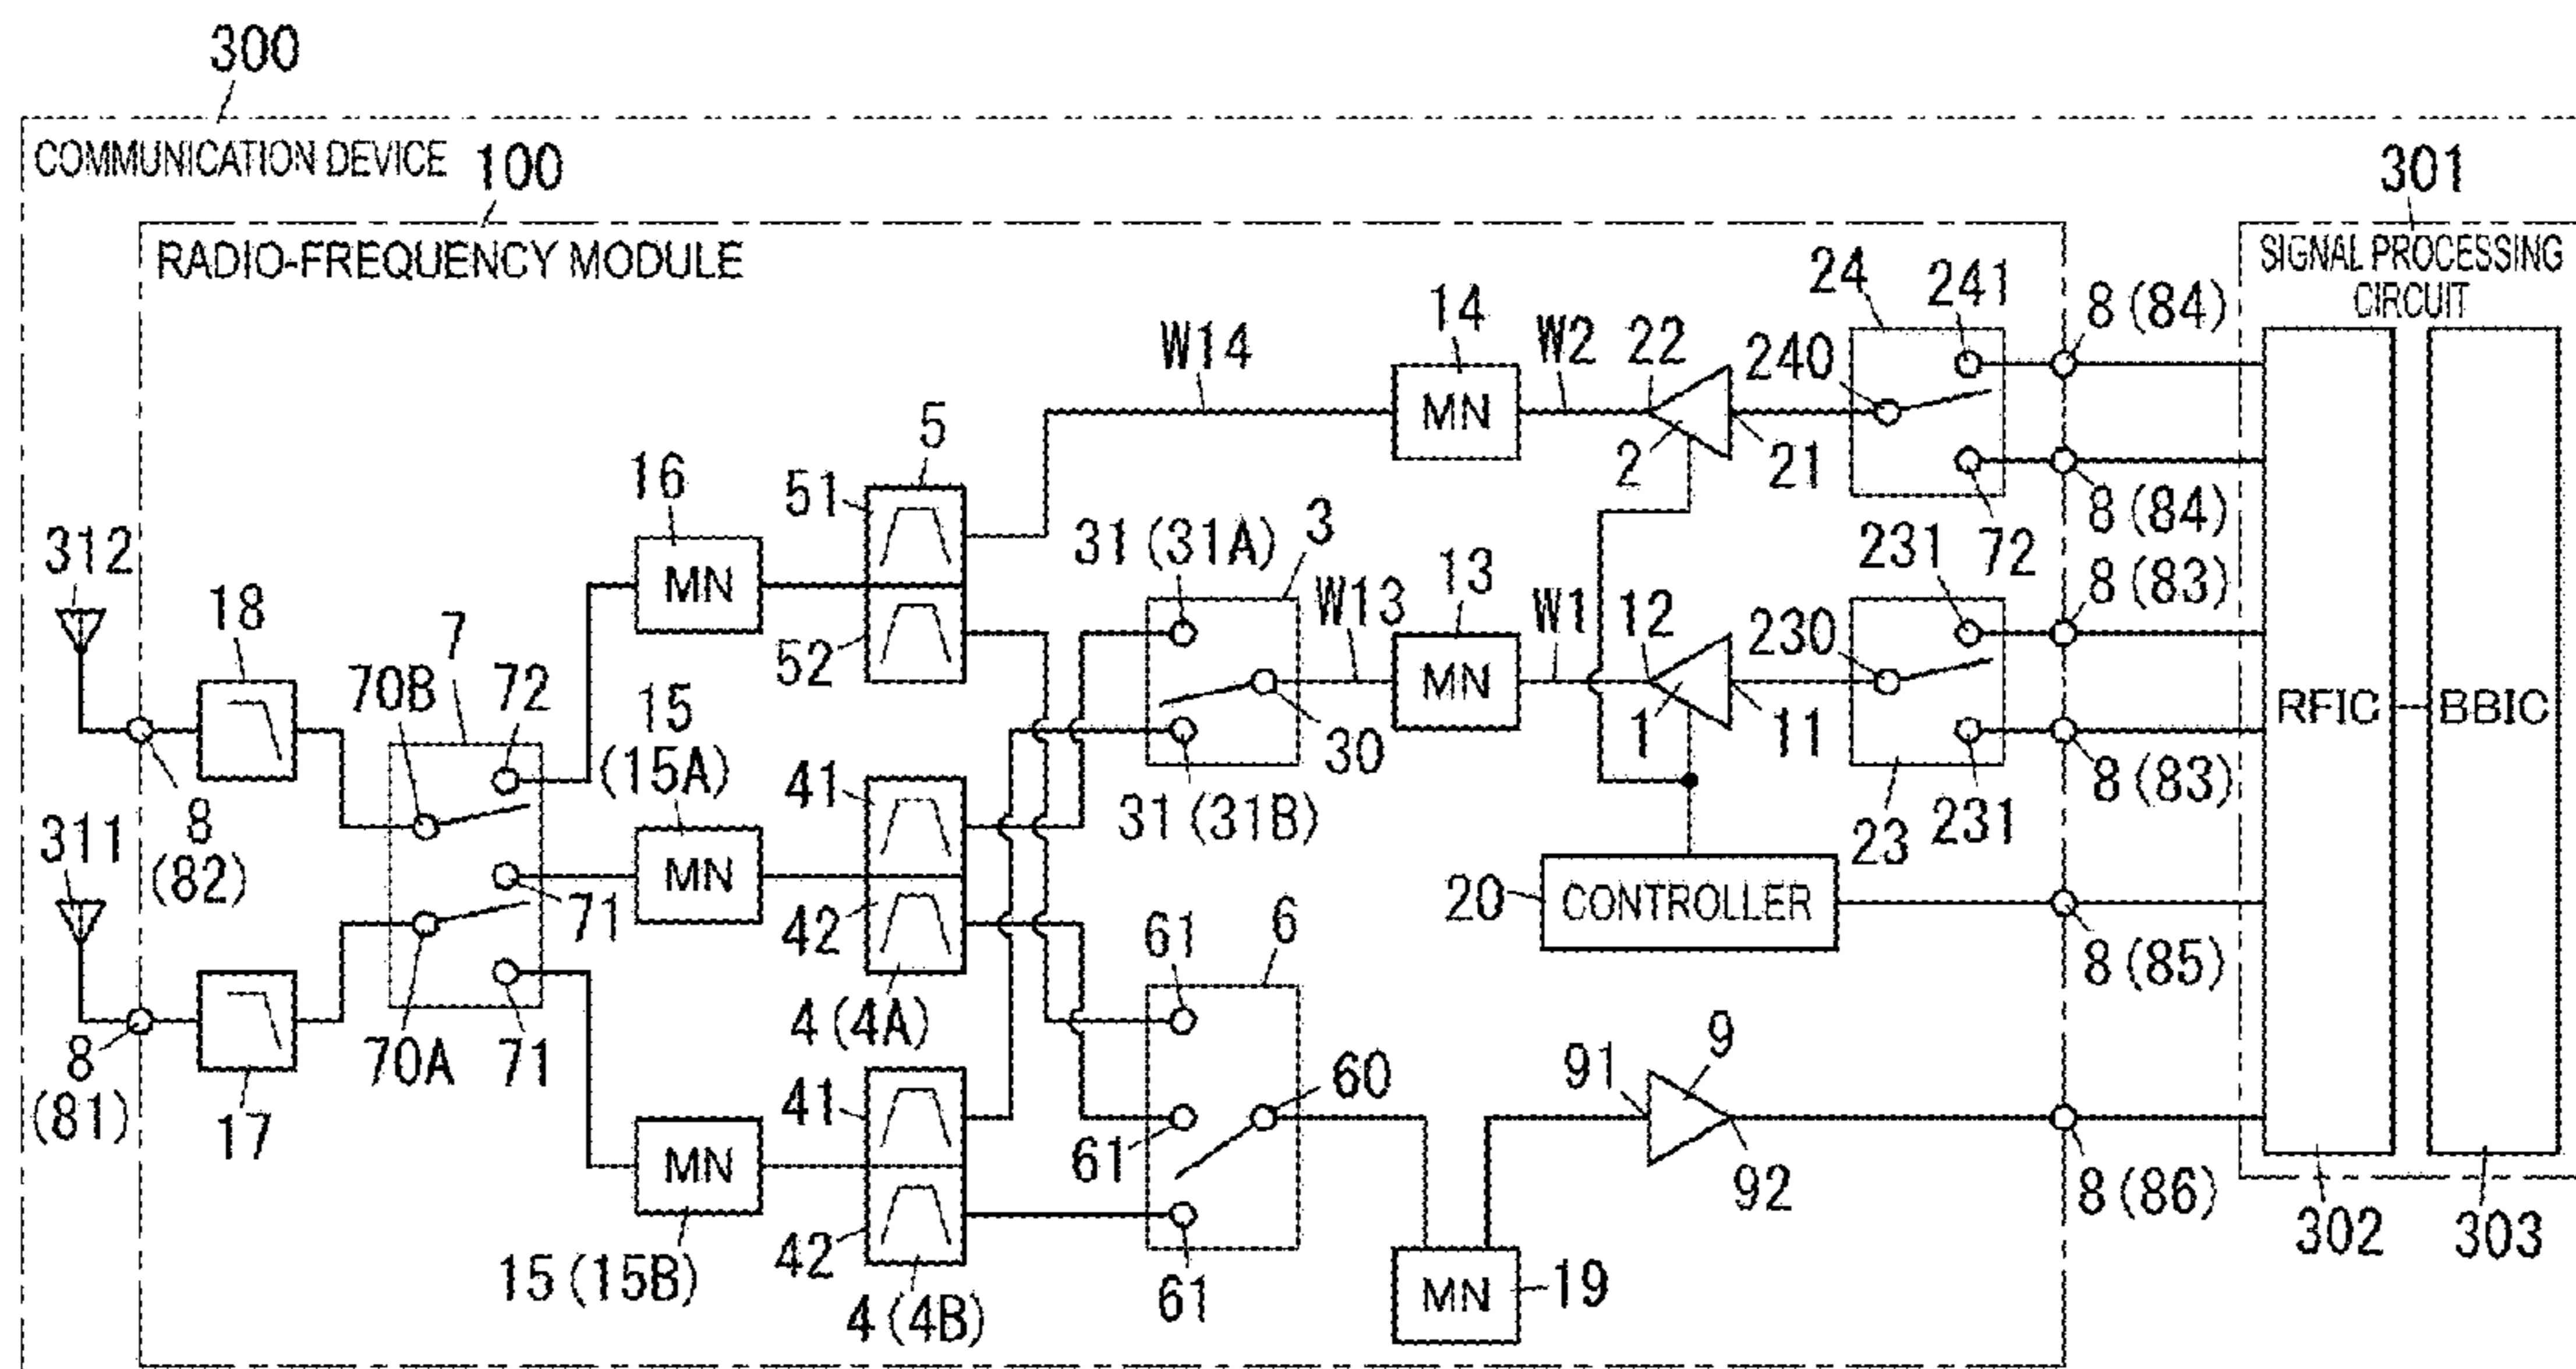 300
COMMUNICATION DEVICE
100
301
RADIO-FREQUENCY MODULE
SIGNAL PROCESSING
CIRCUIT
24
241
8 (84)
14
W2
22
240
W14
MN
5
2
21
8 (84)
16
51
31 (31A)
3
13
231
72
8 (83)
312
MN
18
W13
W1
12
230
7
52
70B
72
MN
RFIC
BBIC
15
(15A)
1
11
30
8
(82)
41
31 (31B)
23
231
8 (83)
311
MN
71
42
20
CONTROLLER
6
61
8 (85)
8
(81)
17
70A
71
4 (4A)
9
41
60
91
MN
61
92
8 (86)
15 (15B)
42
61
MN
19
302
303
4 (4B)